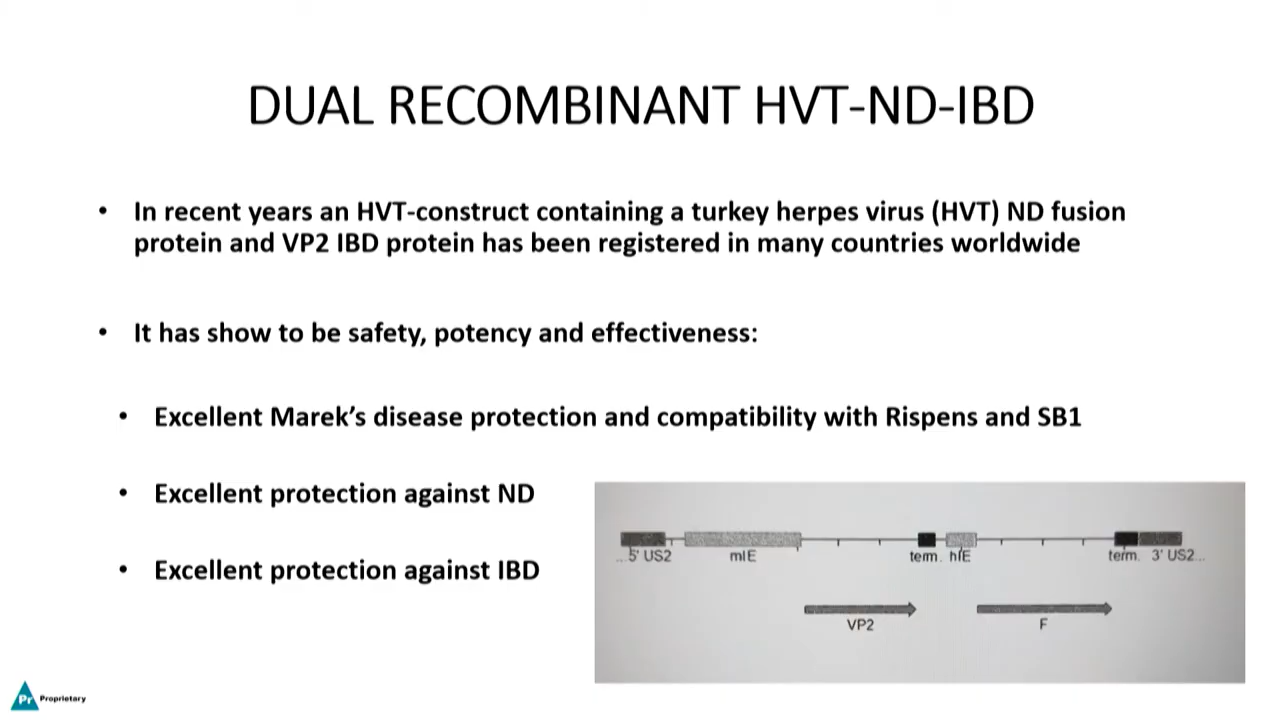 DUAL RECOMBINANT HVT-ND-IBD
• In recent years an HVT-construct containing a turkey herpes virus (HVT) ND fusion
protein and VP2 IBD protein has been registered in many countries worldwide
• It has show to be safety, potency and effectiveness:
• Excellent Marek’s disease protection and compatibility with Rispens and SB1
• Excellent protection against ND
• Excellent protection against IBD
...5' US2 mIE term. hIE term. 3' US2...
VP2 F
Pr Proprietary